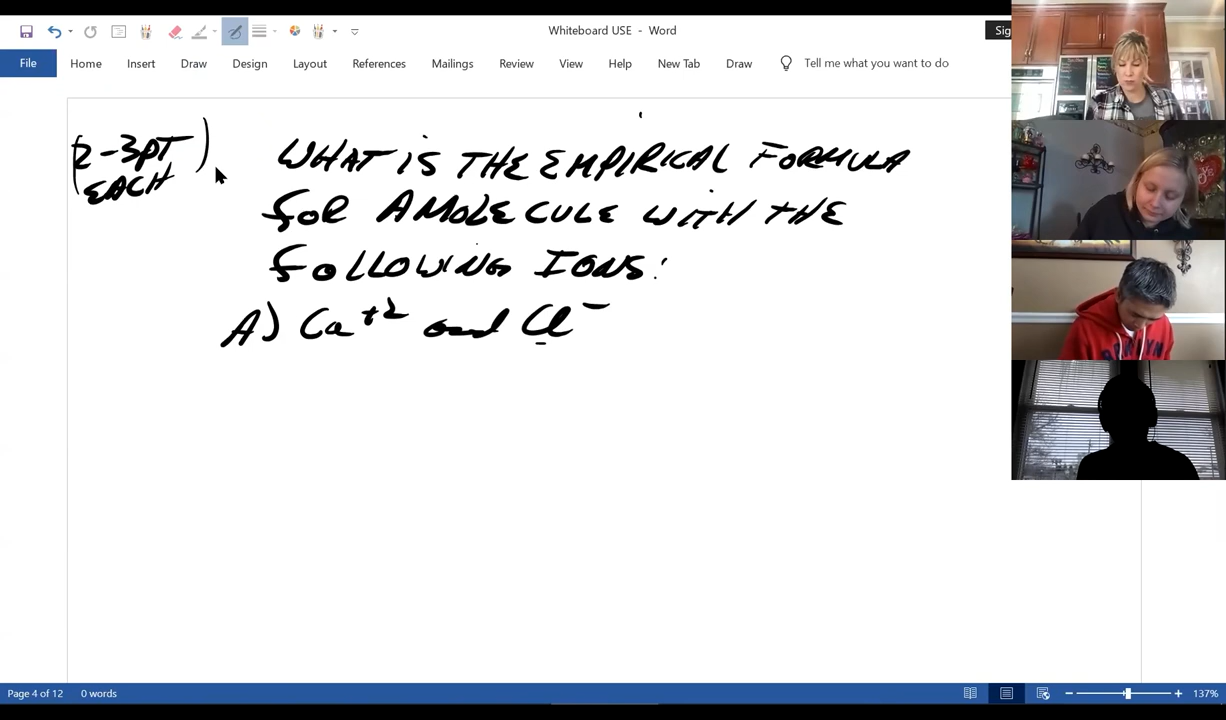 Whiteboard USE - Word
Sig
File Home Insert Draw Design Layout References Mailings Review View Help New Tab Draw Tell me what you want to do
(2-3PT EACH)
WHAT IS THE EMPIRICAL FORMULA
FOR A MOLECULE WITH THE
FOLLOWING IONS:
A) Ca+2 and Cl-
Page 4 of 12 0 words 137%